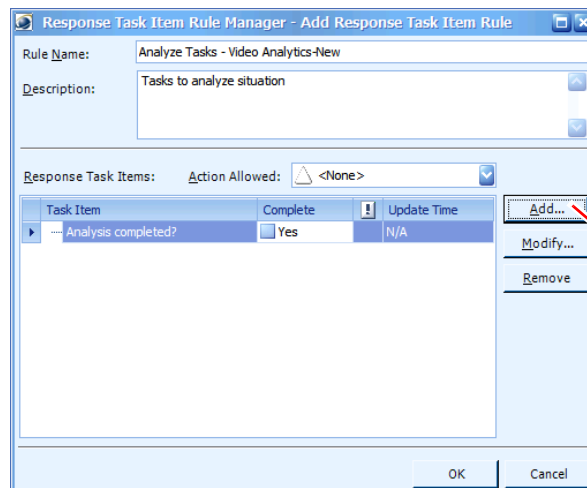 Response Task Item Rule Manager - Add Response Task Item Rule
Rule Name: Analyze Tasks - Video Analytics-New
Description: Tasks to analyze situation
Response Task Items: Action Allowed: <None>
Task Item Complete ! Update Time
Analysis completed? Yes N/A
Add...
Modify...
Remove
OK Cancel